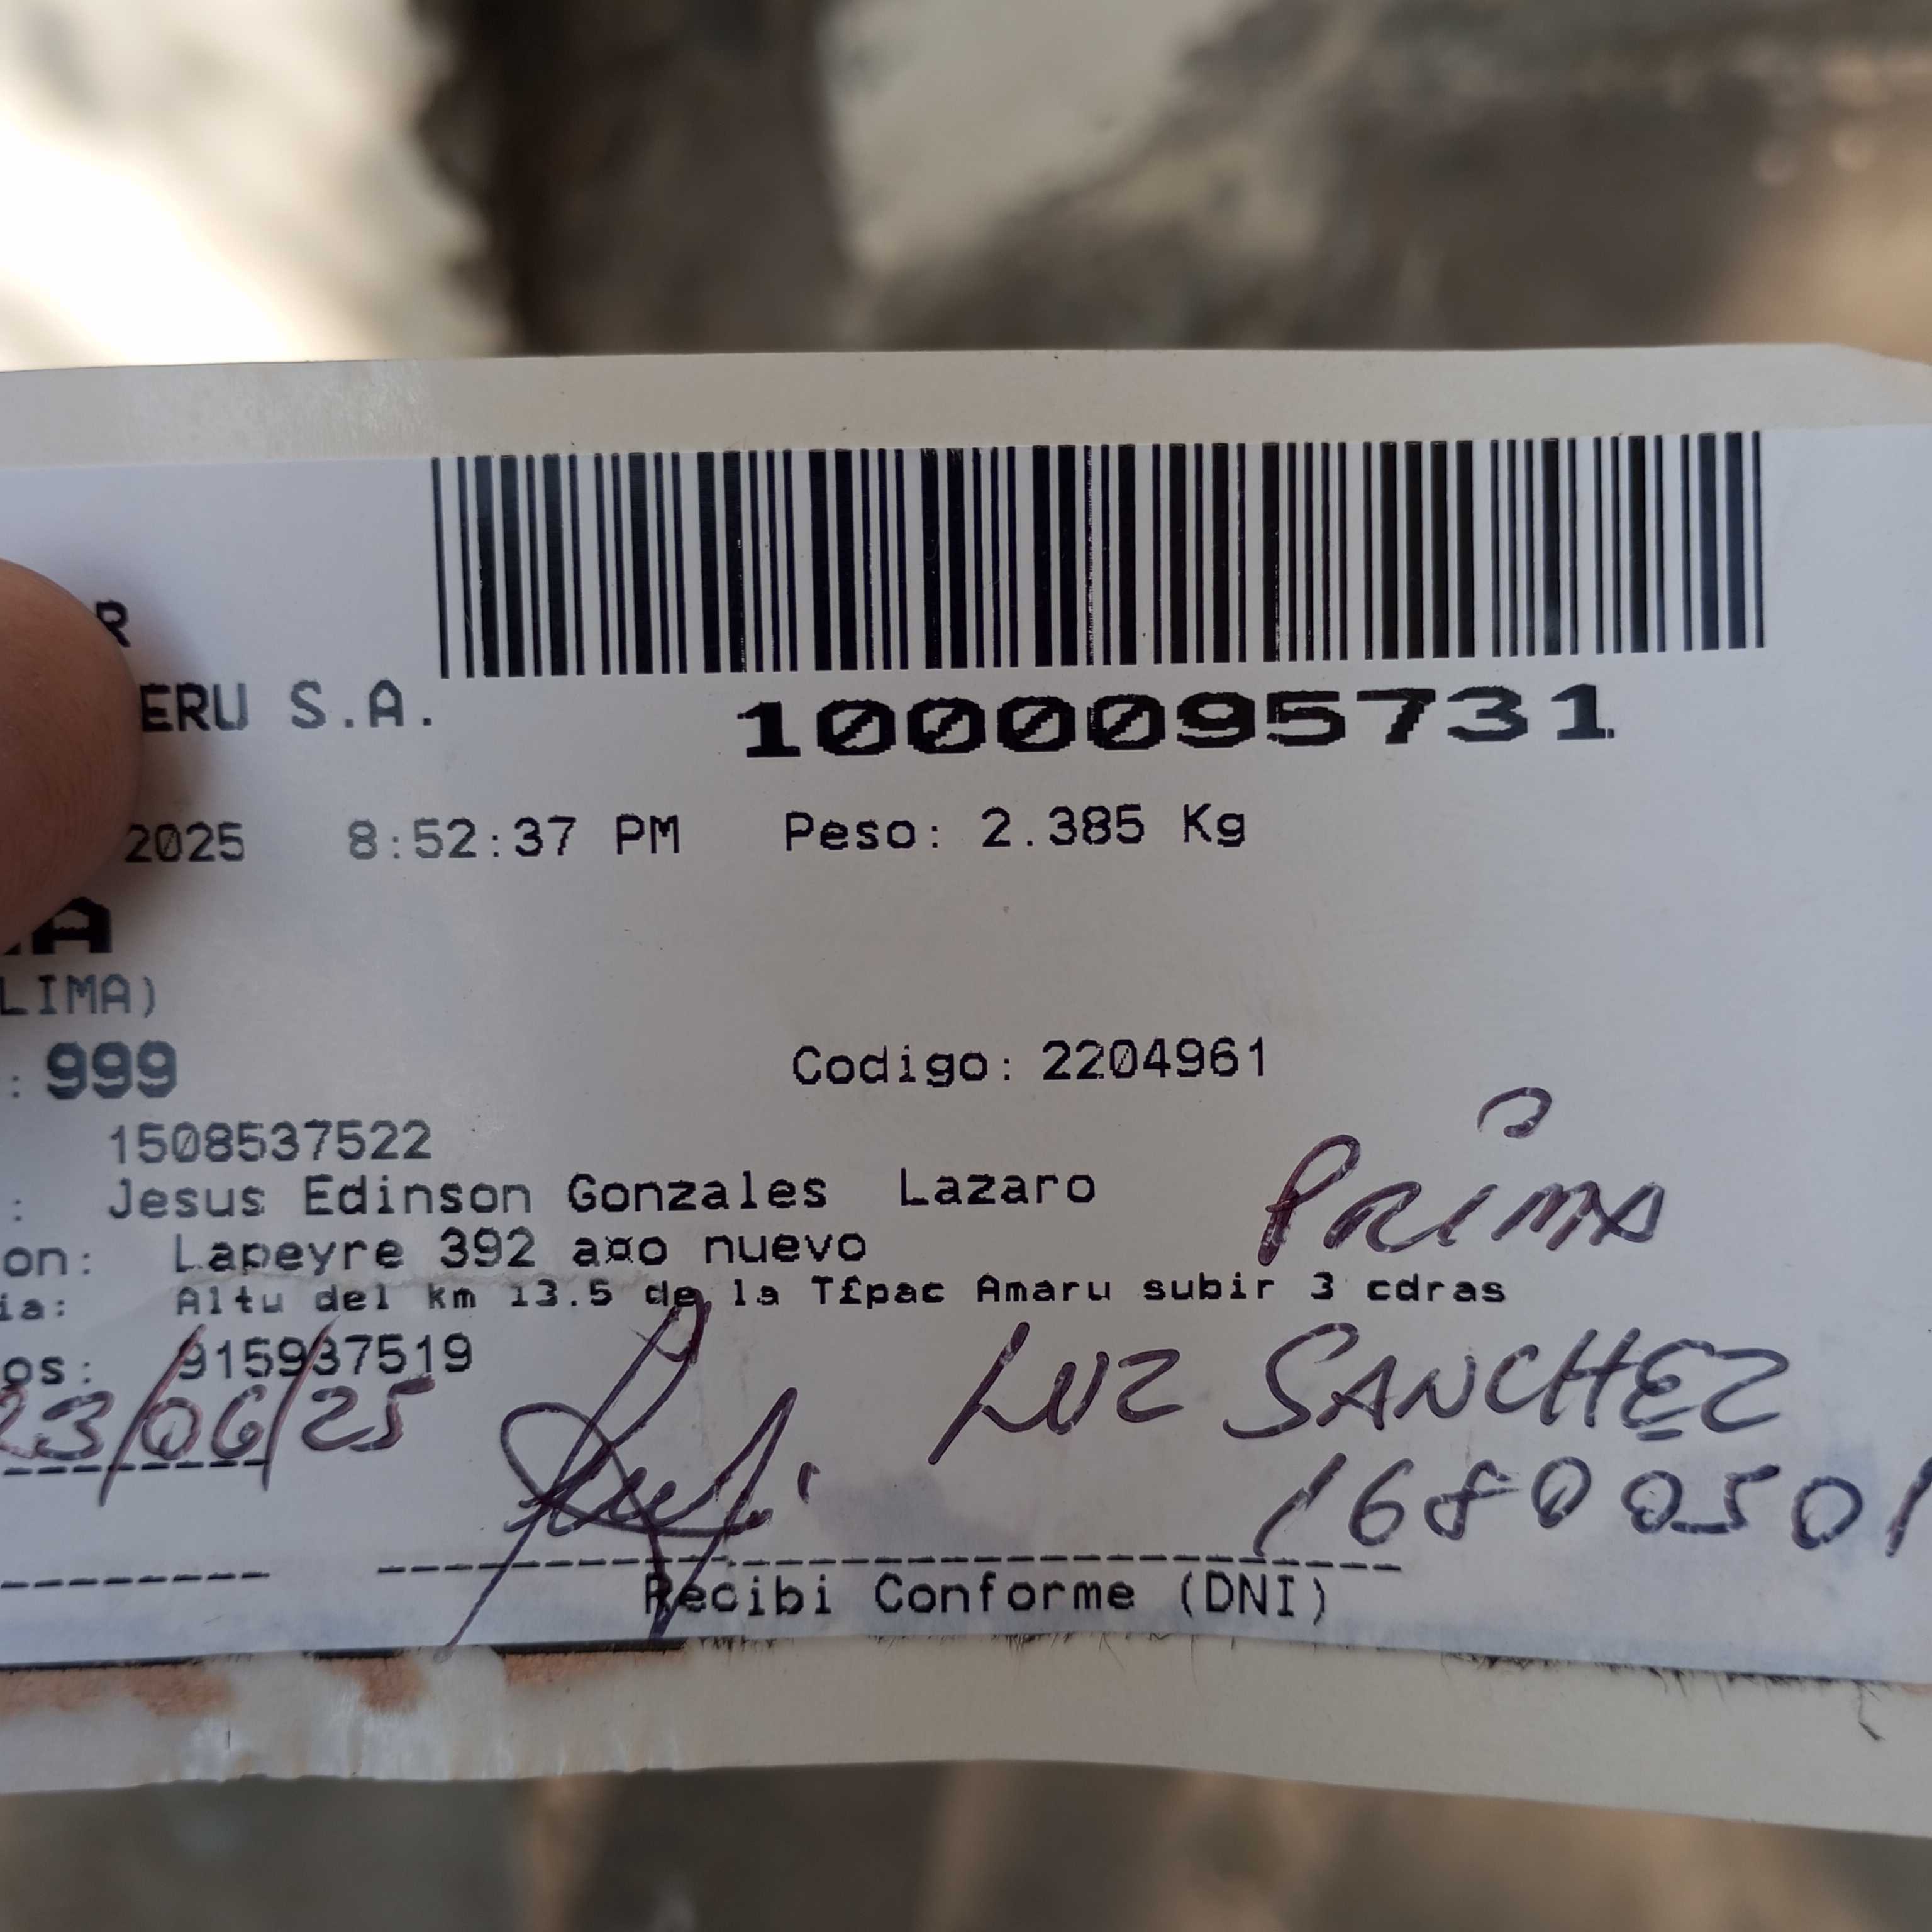 R
ERU S.A.
1000095731
2025 8:52:37 PM Peso: 2.385 Kg
A
LIMA)
: 999
Codigo: 2204961
1508537522
: Jesus Edinson Gonzales Lazaro
PRIMA
on: Lapeyre 392 a¤o nuevo
ia: Altu del km 13.5 de la T£pac Amaru subir 3 cdras
os: 915937519
23/06/25
LUZ SANCHEZ
16800501
Recibi Conforme (DNI)